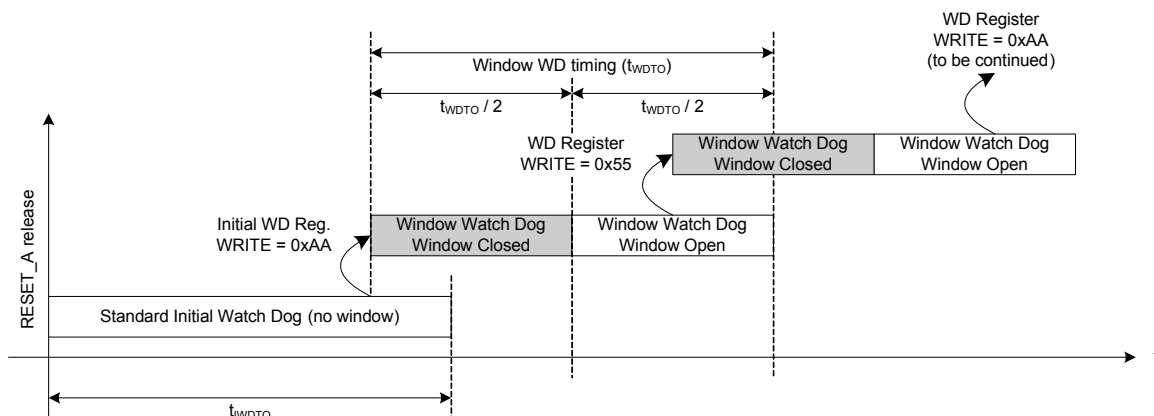 WD Register
WRITE = 0xAA
(to be continued)
Window WD timing (tWDTO)
tWDTO / 2
tWDTO / 2
WD Register
WRITE = 0x55
Window Watch Dog
Window Closed
Window Watch Dog
Window Open
RESET_A release
Initial WD Reg.
WRITE = 0xAA
Window Watch Dog
Window Closed
Window Watch Dog
Window Open
Standard Initial Watch Dog (no window)
tIWDTO